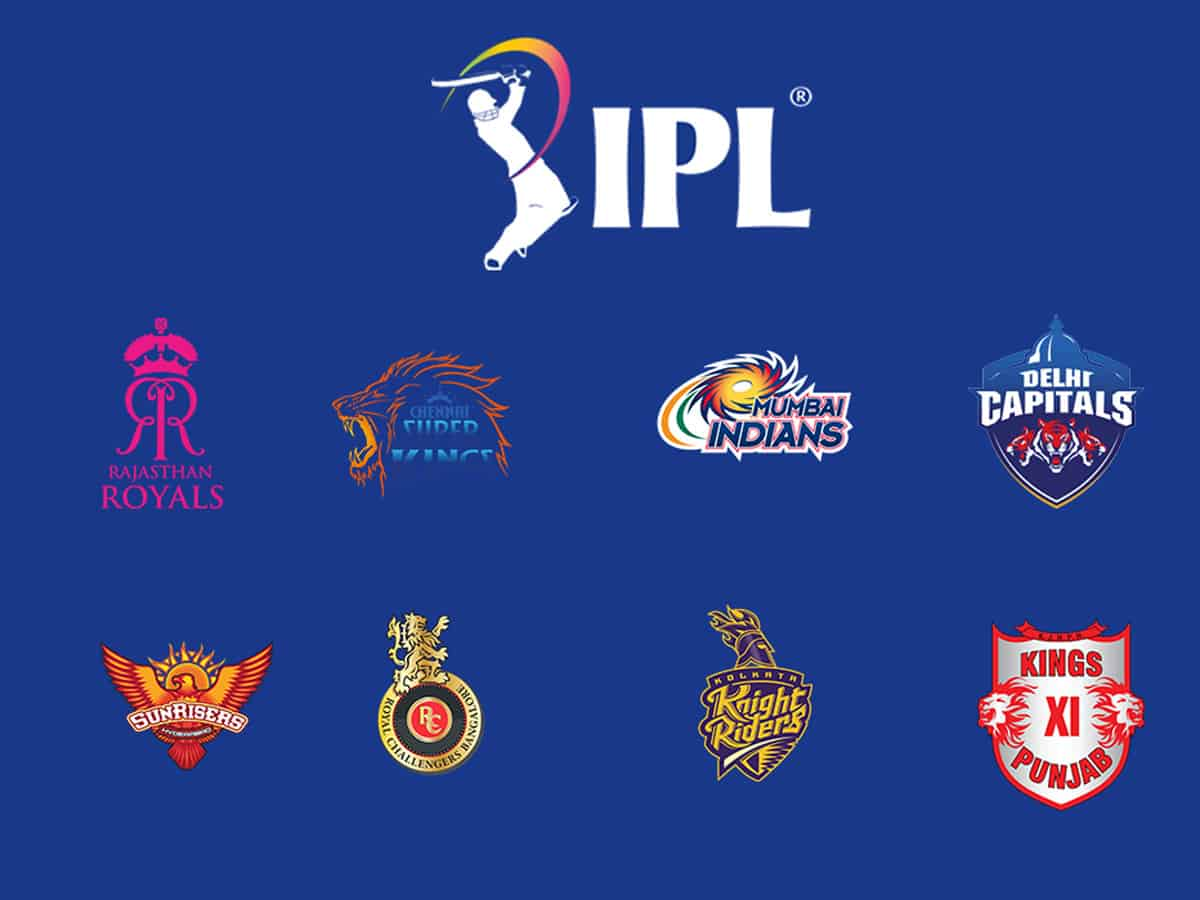 IPL®
RAJASTHAN
ROYALS
CHENNAI
SUPER
KINGS
MUMBAI
INDIANS
DELHI
CAPITALS
SUNRISERS
HYDERABAD
RC
ROYAL CHALLENGERS BANGALORE
KOLKATA
Knight
Riders
K.I.N.G.S
KINGS
XI
PUNJAB